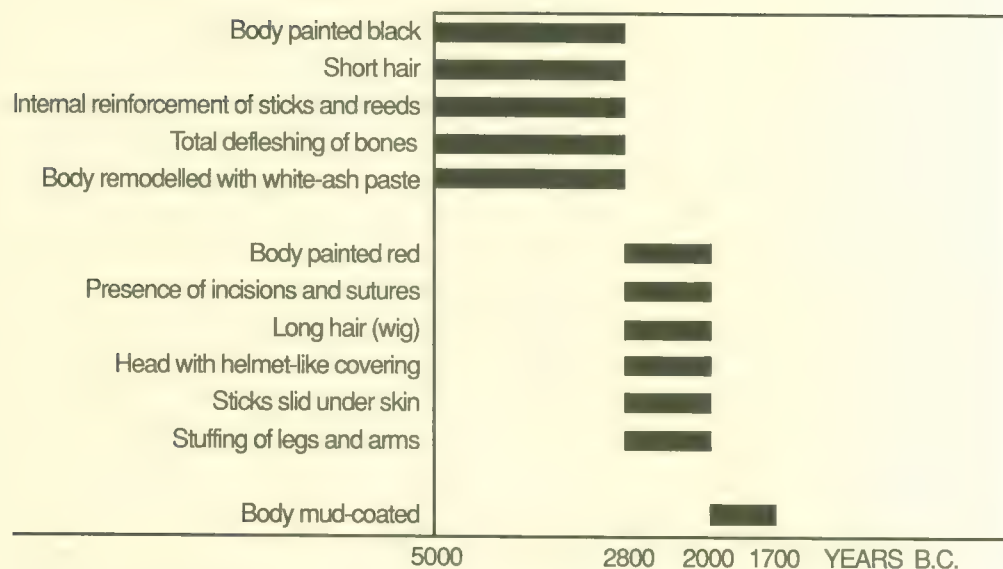 Body painted black
Short hair
Internal reinforcement of sticks and reeds
Total defleshing of bones
Body remodelled with white-ash paste
Body painted red
Presence of incisions and sutures
Long hair (wig)
Head with helmet-like covering
Sticks slid under skin
Stuffing of legs and arms
Body mud-coated
5000 2800 2000 1700 YEARS B.C.